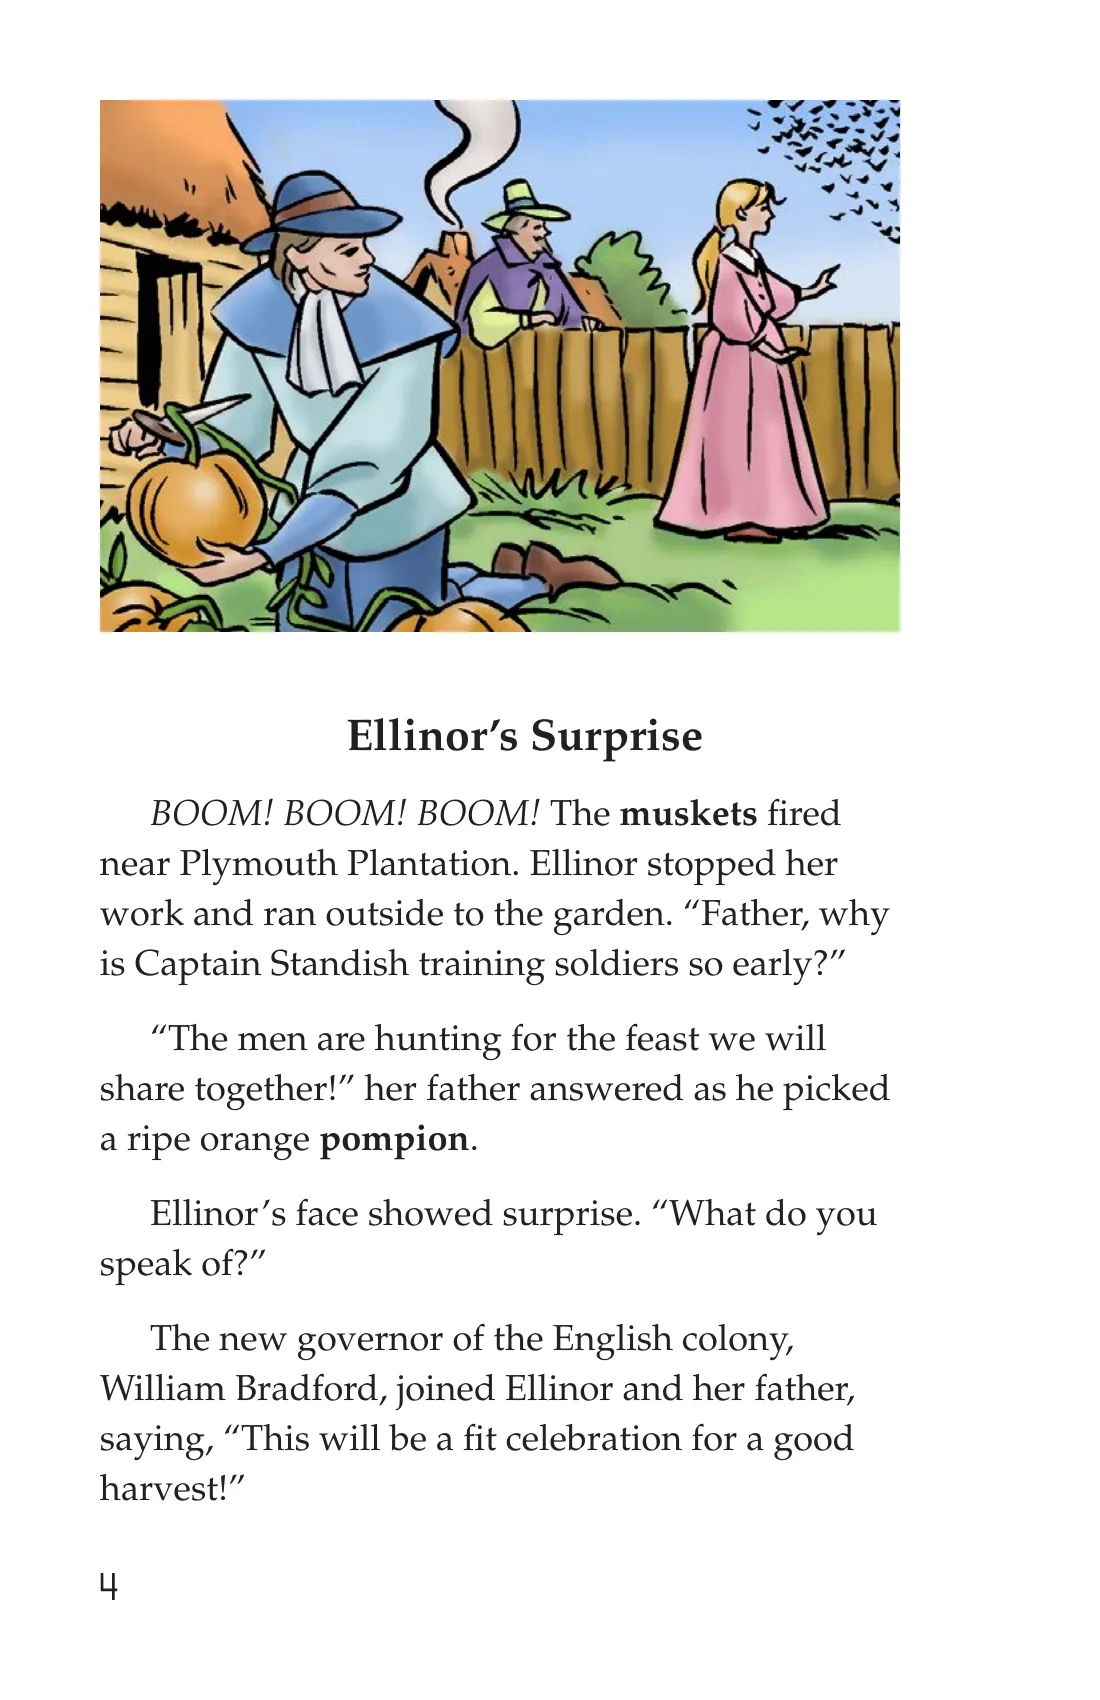 Ellinor’s Surprise
BOOM! BOOM! BOOM! The muskets fired
near Plymouth Plantation. Ellinor stopped her
work and ran outside to the garden. “Father, why
is Captain Standish training soldiers so early?”
“The men are hunting for the feast we will
share together!” her father answered as he picked
a ripe orange pompion.
Ellinor’s face showed surprise. “What do you
speak of?”
The new governor of the English colony,
William Bradford, joined Ellinor and her father,
saying, “This will be a fit celebration for a good
harvest!”
4